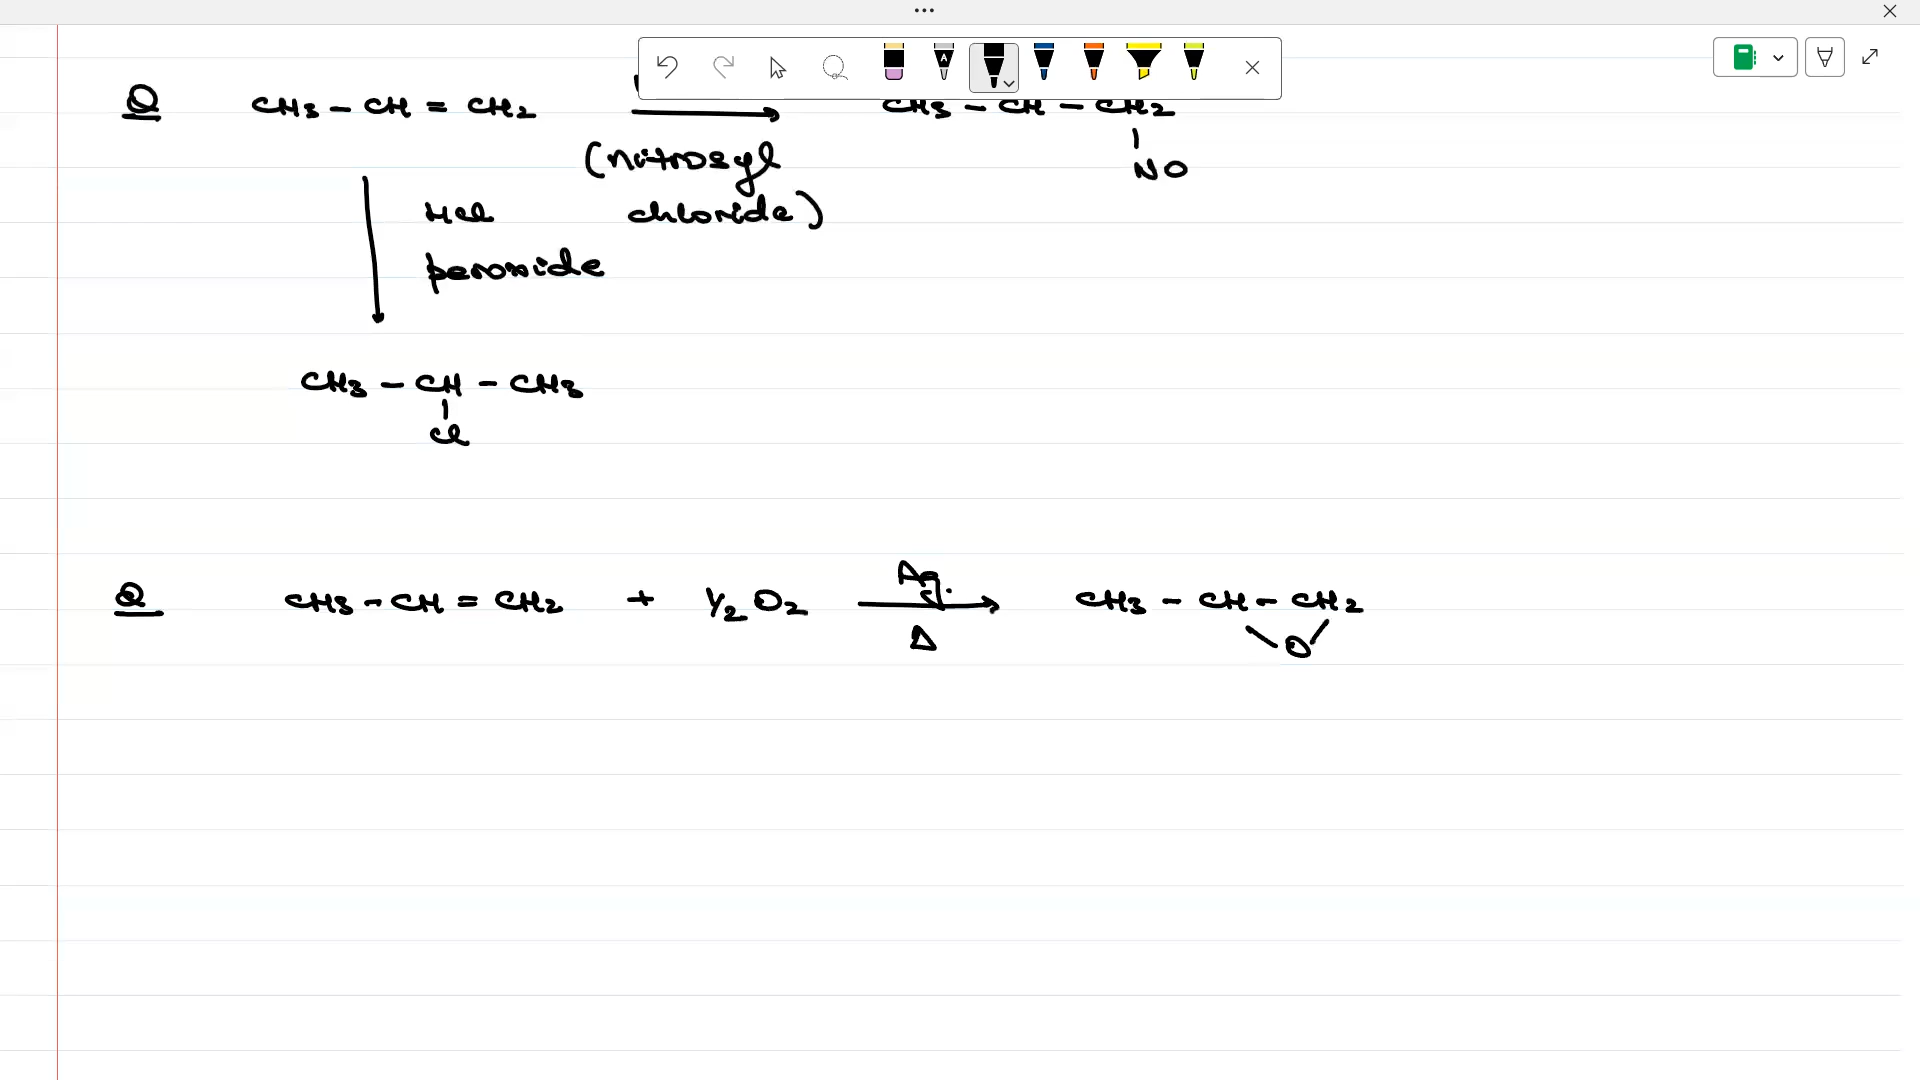 Q CH3 - CH = CH2 → CH3 - CH - CH2
(nitrosyl NO
HCl chloride)
peroxide
CH3 - CH - CH3
Cl
Ag.
Q CH3 - CH = CH2 + 1/2 O2 → CH3 - CH - CH2
Δ O